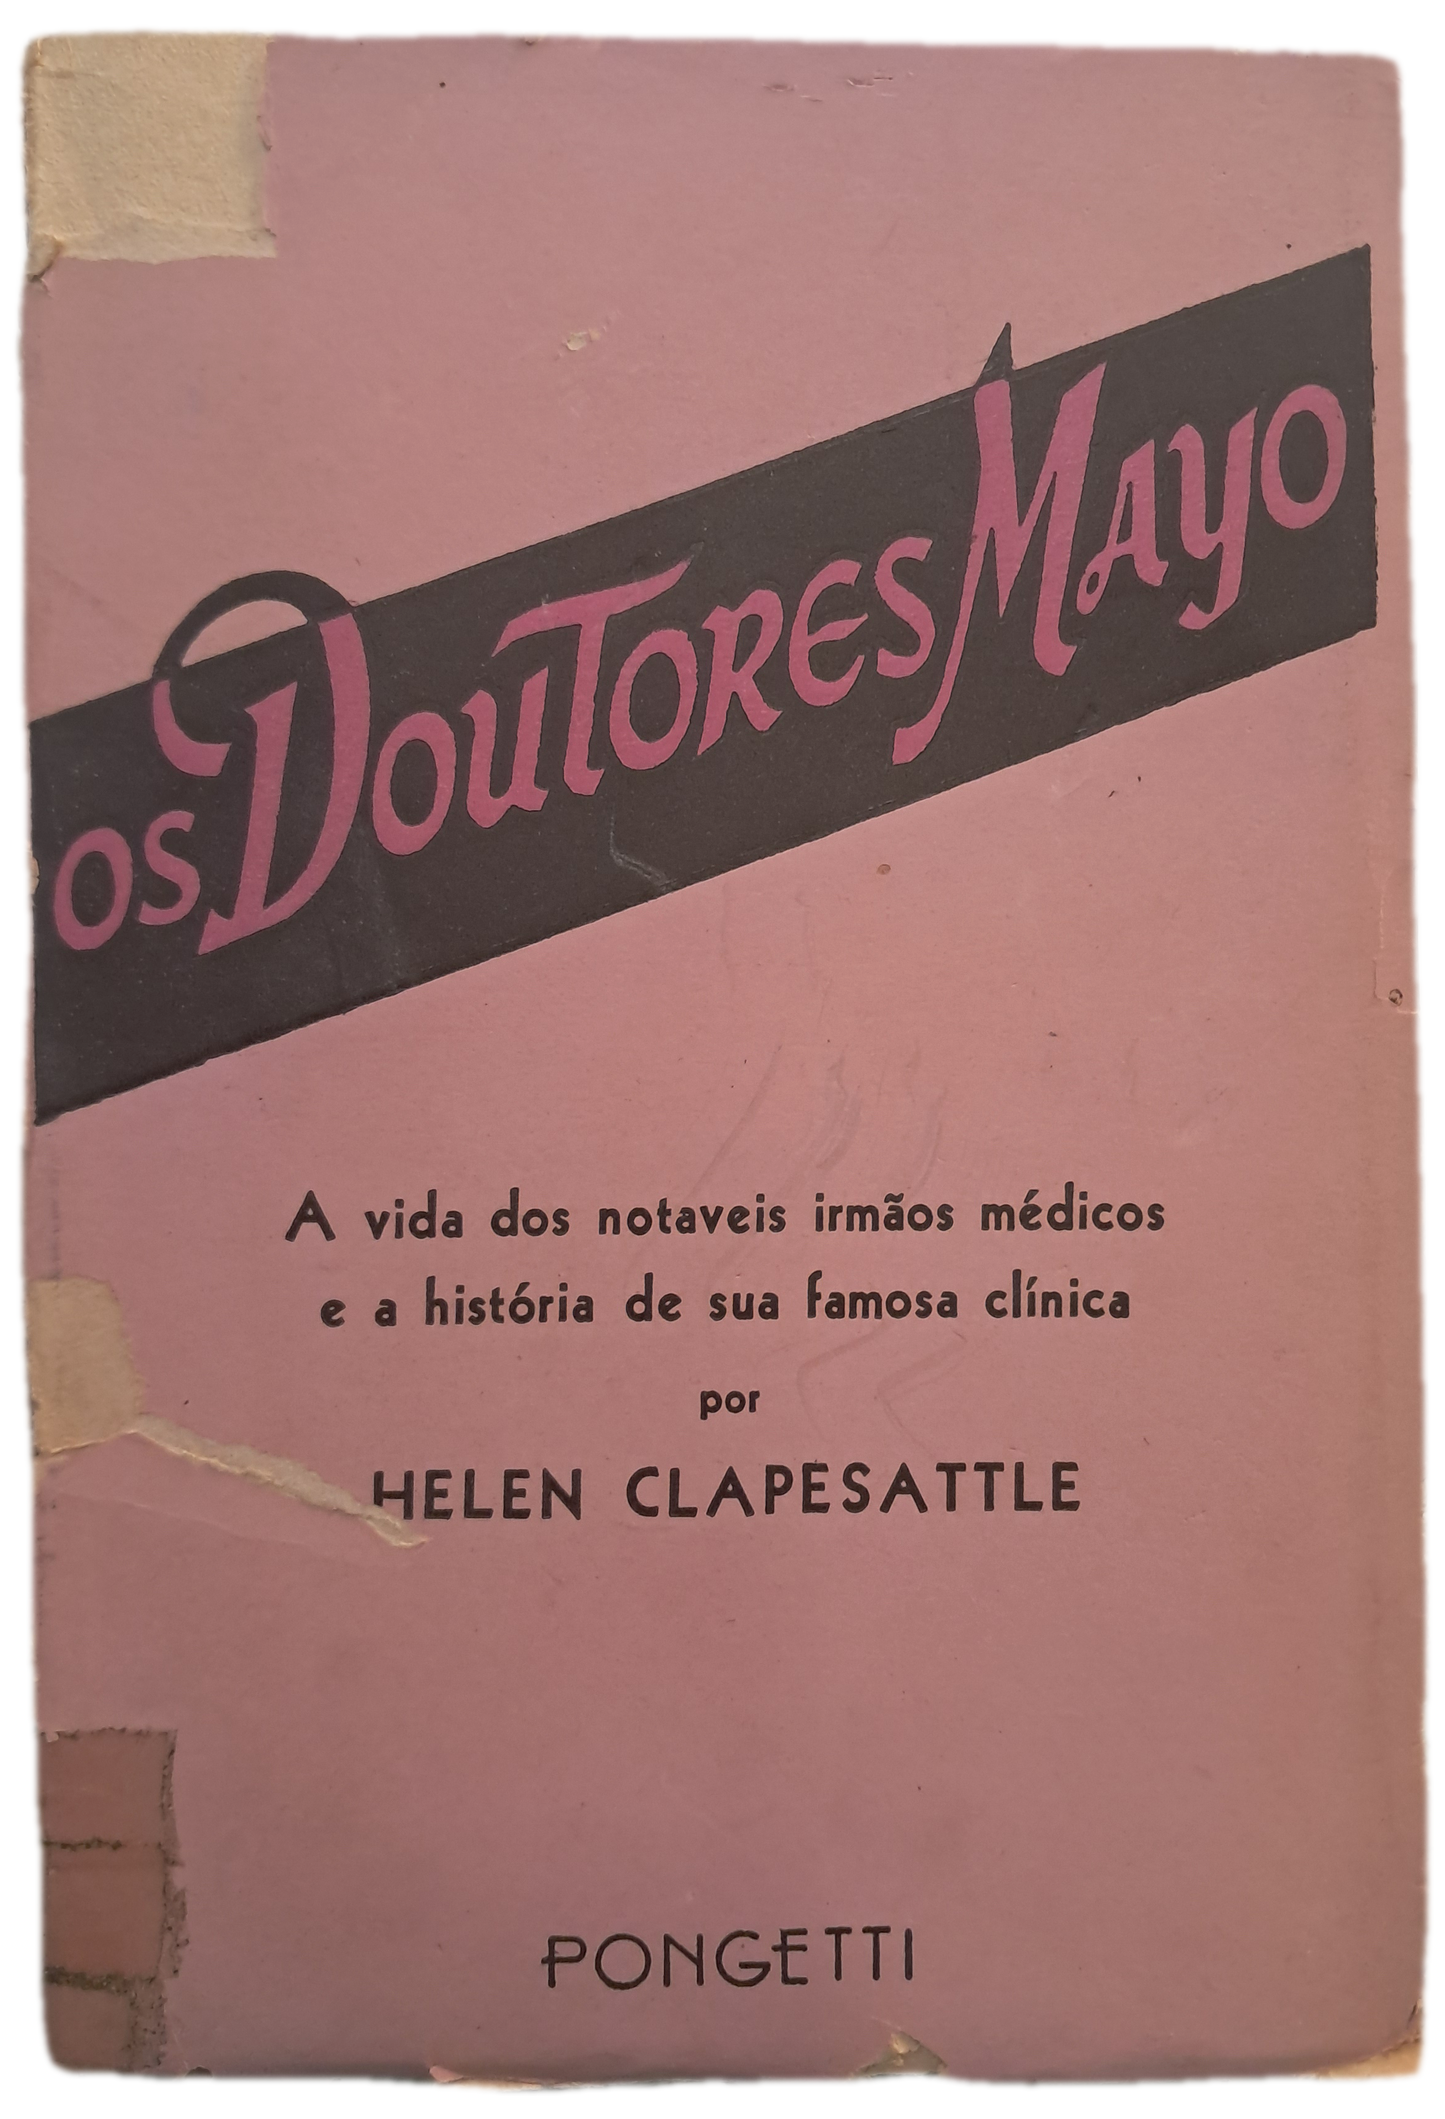 OS DOUTORES MAYO
A vida dos notaveis irmãos médicos
e a história de sua famosa clínica
por
HELEN CLAPESATTLE
PONGETTI